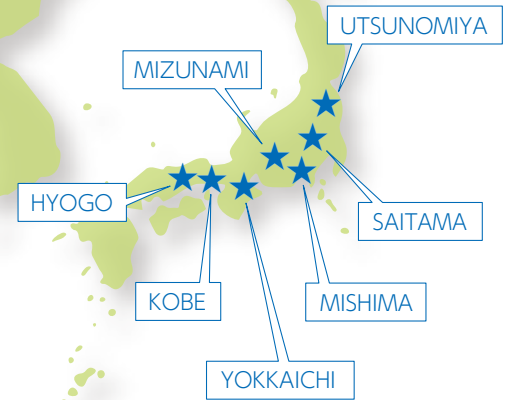 UTSUNOMIYA
MIZUNAMI
HYOGO
SAITAMA
KOBE
MISHIMA
YOKKAICHI